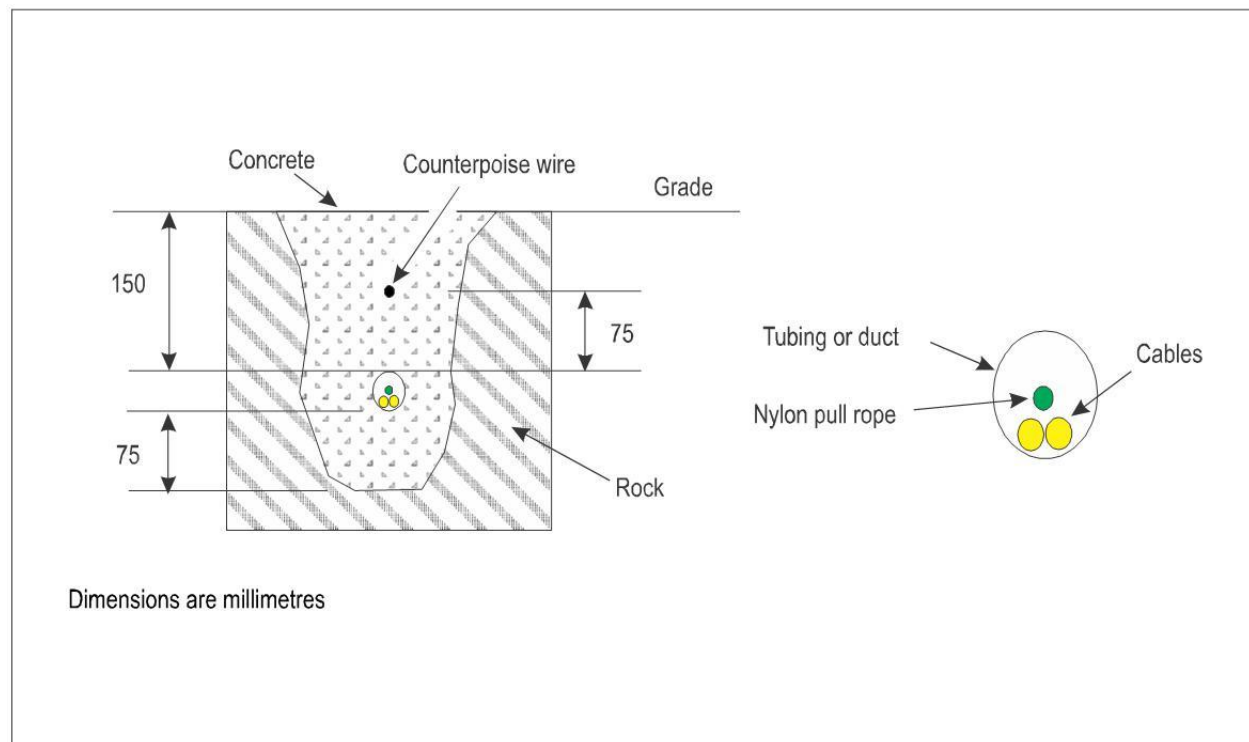 Concrete
Counterpoise wire
Grade
150
75
Tubing or duct
Cables
Nylon pull rope
75
Rock
Dimensions are millimetres